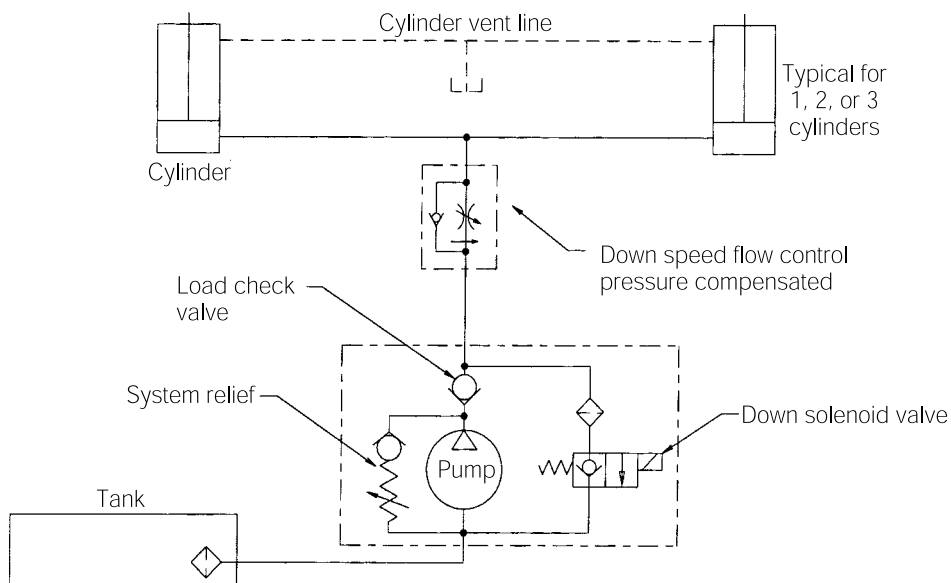 Cylinder vent line
Typical for
1, 2, or 3
cylinders
Cylinder
Down speed flow control
pressure compensated
Load check
valve
System relief
Down solenoid valve
Pump
Tank